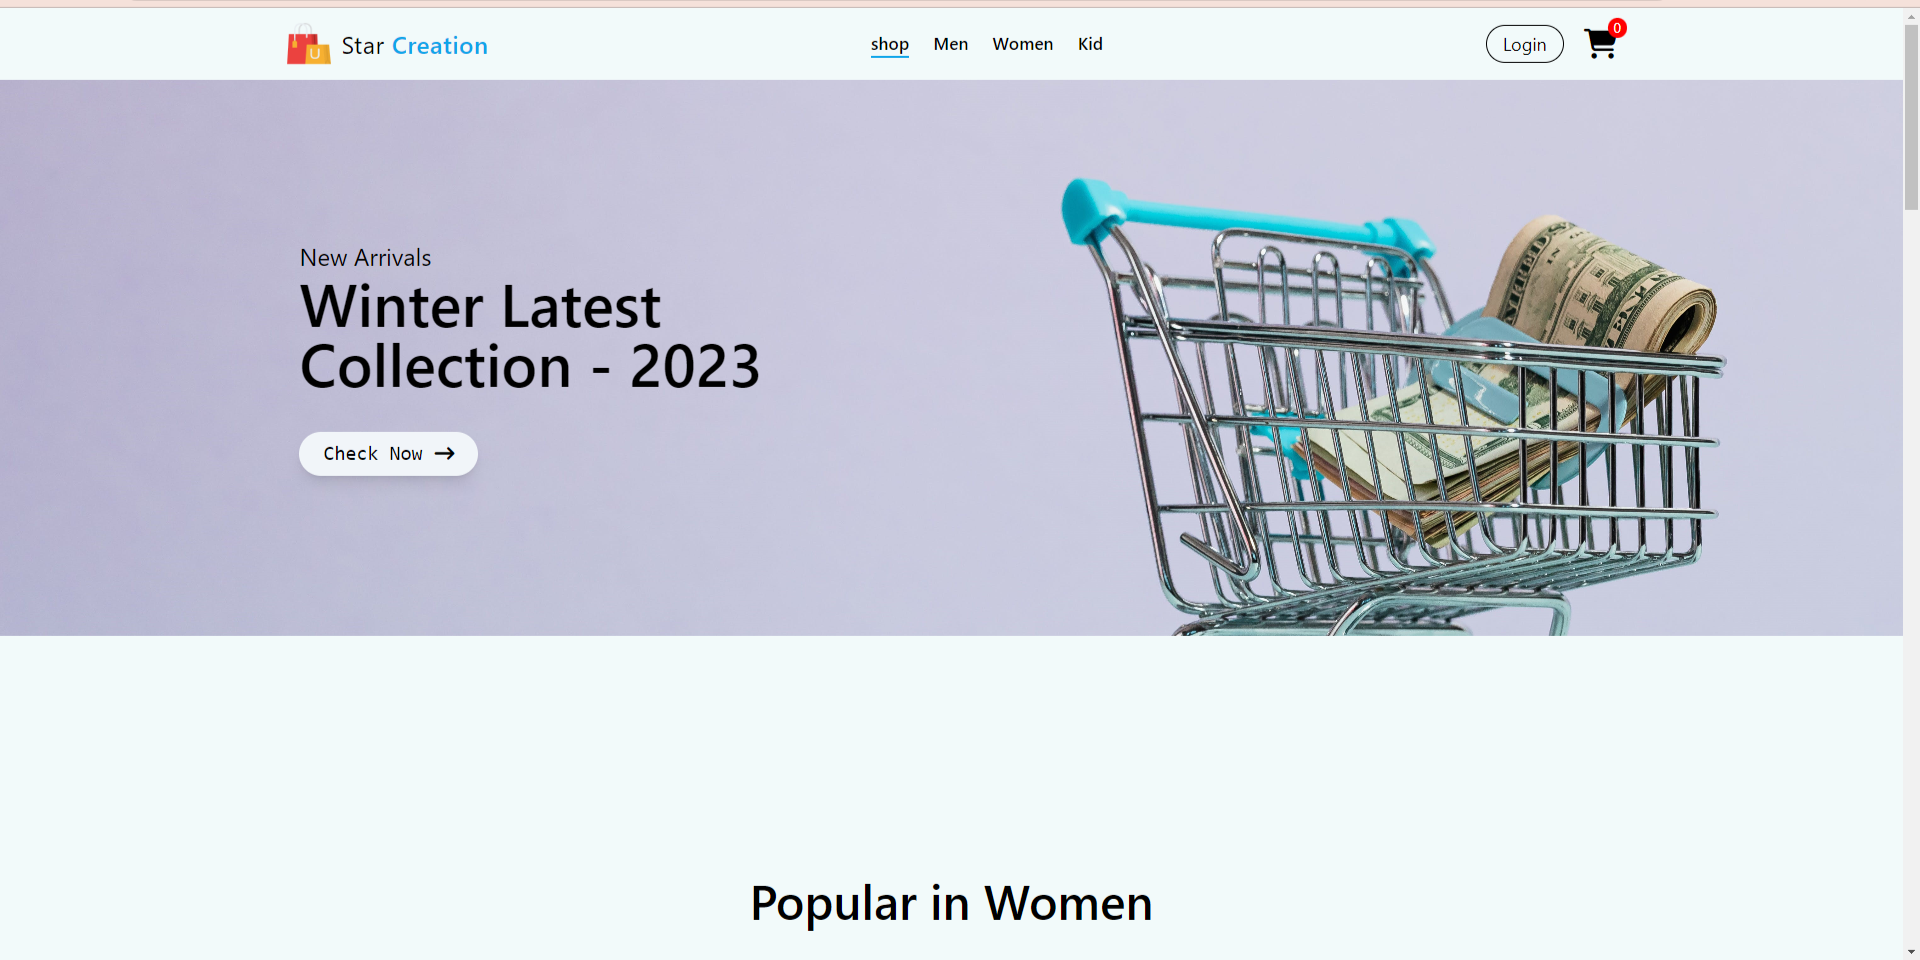 U
Star Creation
shop
Men
Women
Kid
Login
0
New Arrivals
Winter Latest
Collection - 2023
Check Now
Popular in Women